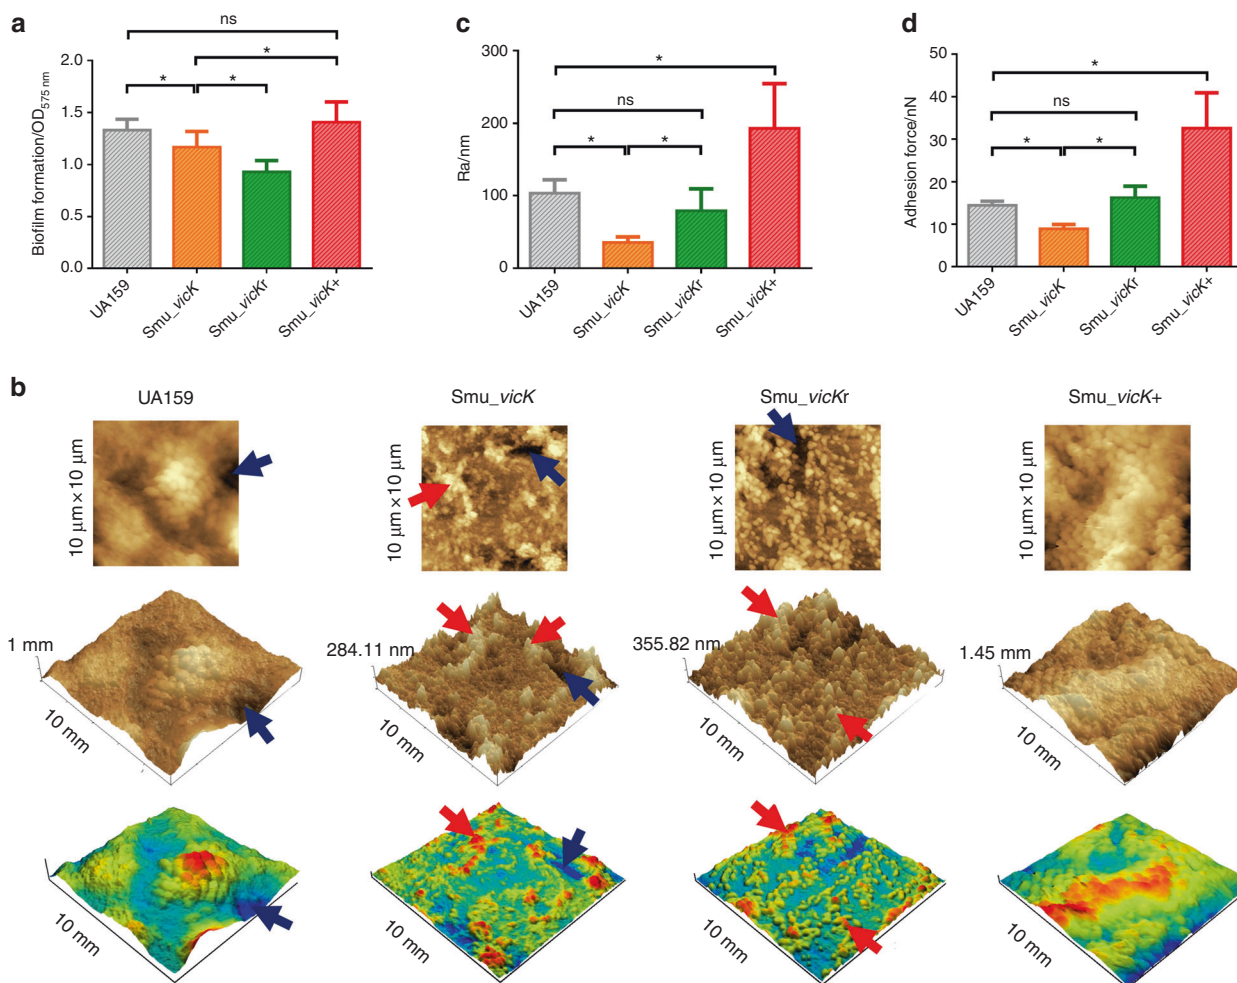 a
ns
*
* *
Biofilm formation/OD575 nm
2.0
1.5
1.0
0.5
0.0
UA159
Smu_vicK
Smu_vicKr
Smu_vicK+
c
*
ns
* *
Ra/nm
300
200
100
0
UA159
Smu_vicK
Smu_vicKr
Smu_vicK+
d
*
ns
* *
Adhesion force/nN
50
40
30
20
10
0
UA159
Smu_vicK
Smu_vicKr
Smu_vicK+
b
UA159
Smu_vicK
Smu_vicKr
Smu_vicK+
10 μm × 10 μm
10 μm × 10 μm
10 μm × 10 μm
10 μm × 10 μm
1 mm
10 mm
284.11 nm
10 mm
355.82 nm
10 mm
1.45 mm
10 mm
10 mm
10 mm
10 mm
10 mm